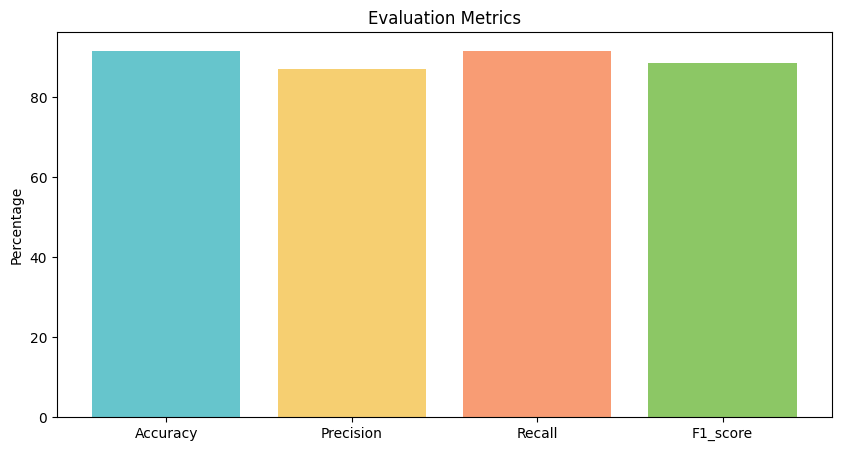 Evaluation Metrics
Percentage
80
60
40
20
0
Accuracy Precision Recall F1_score